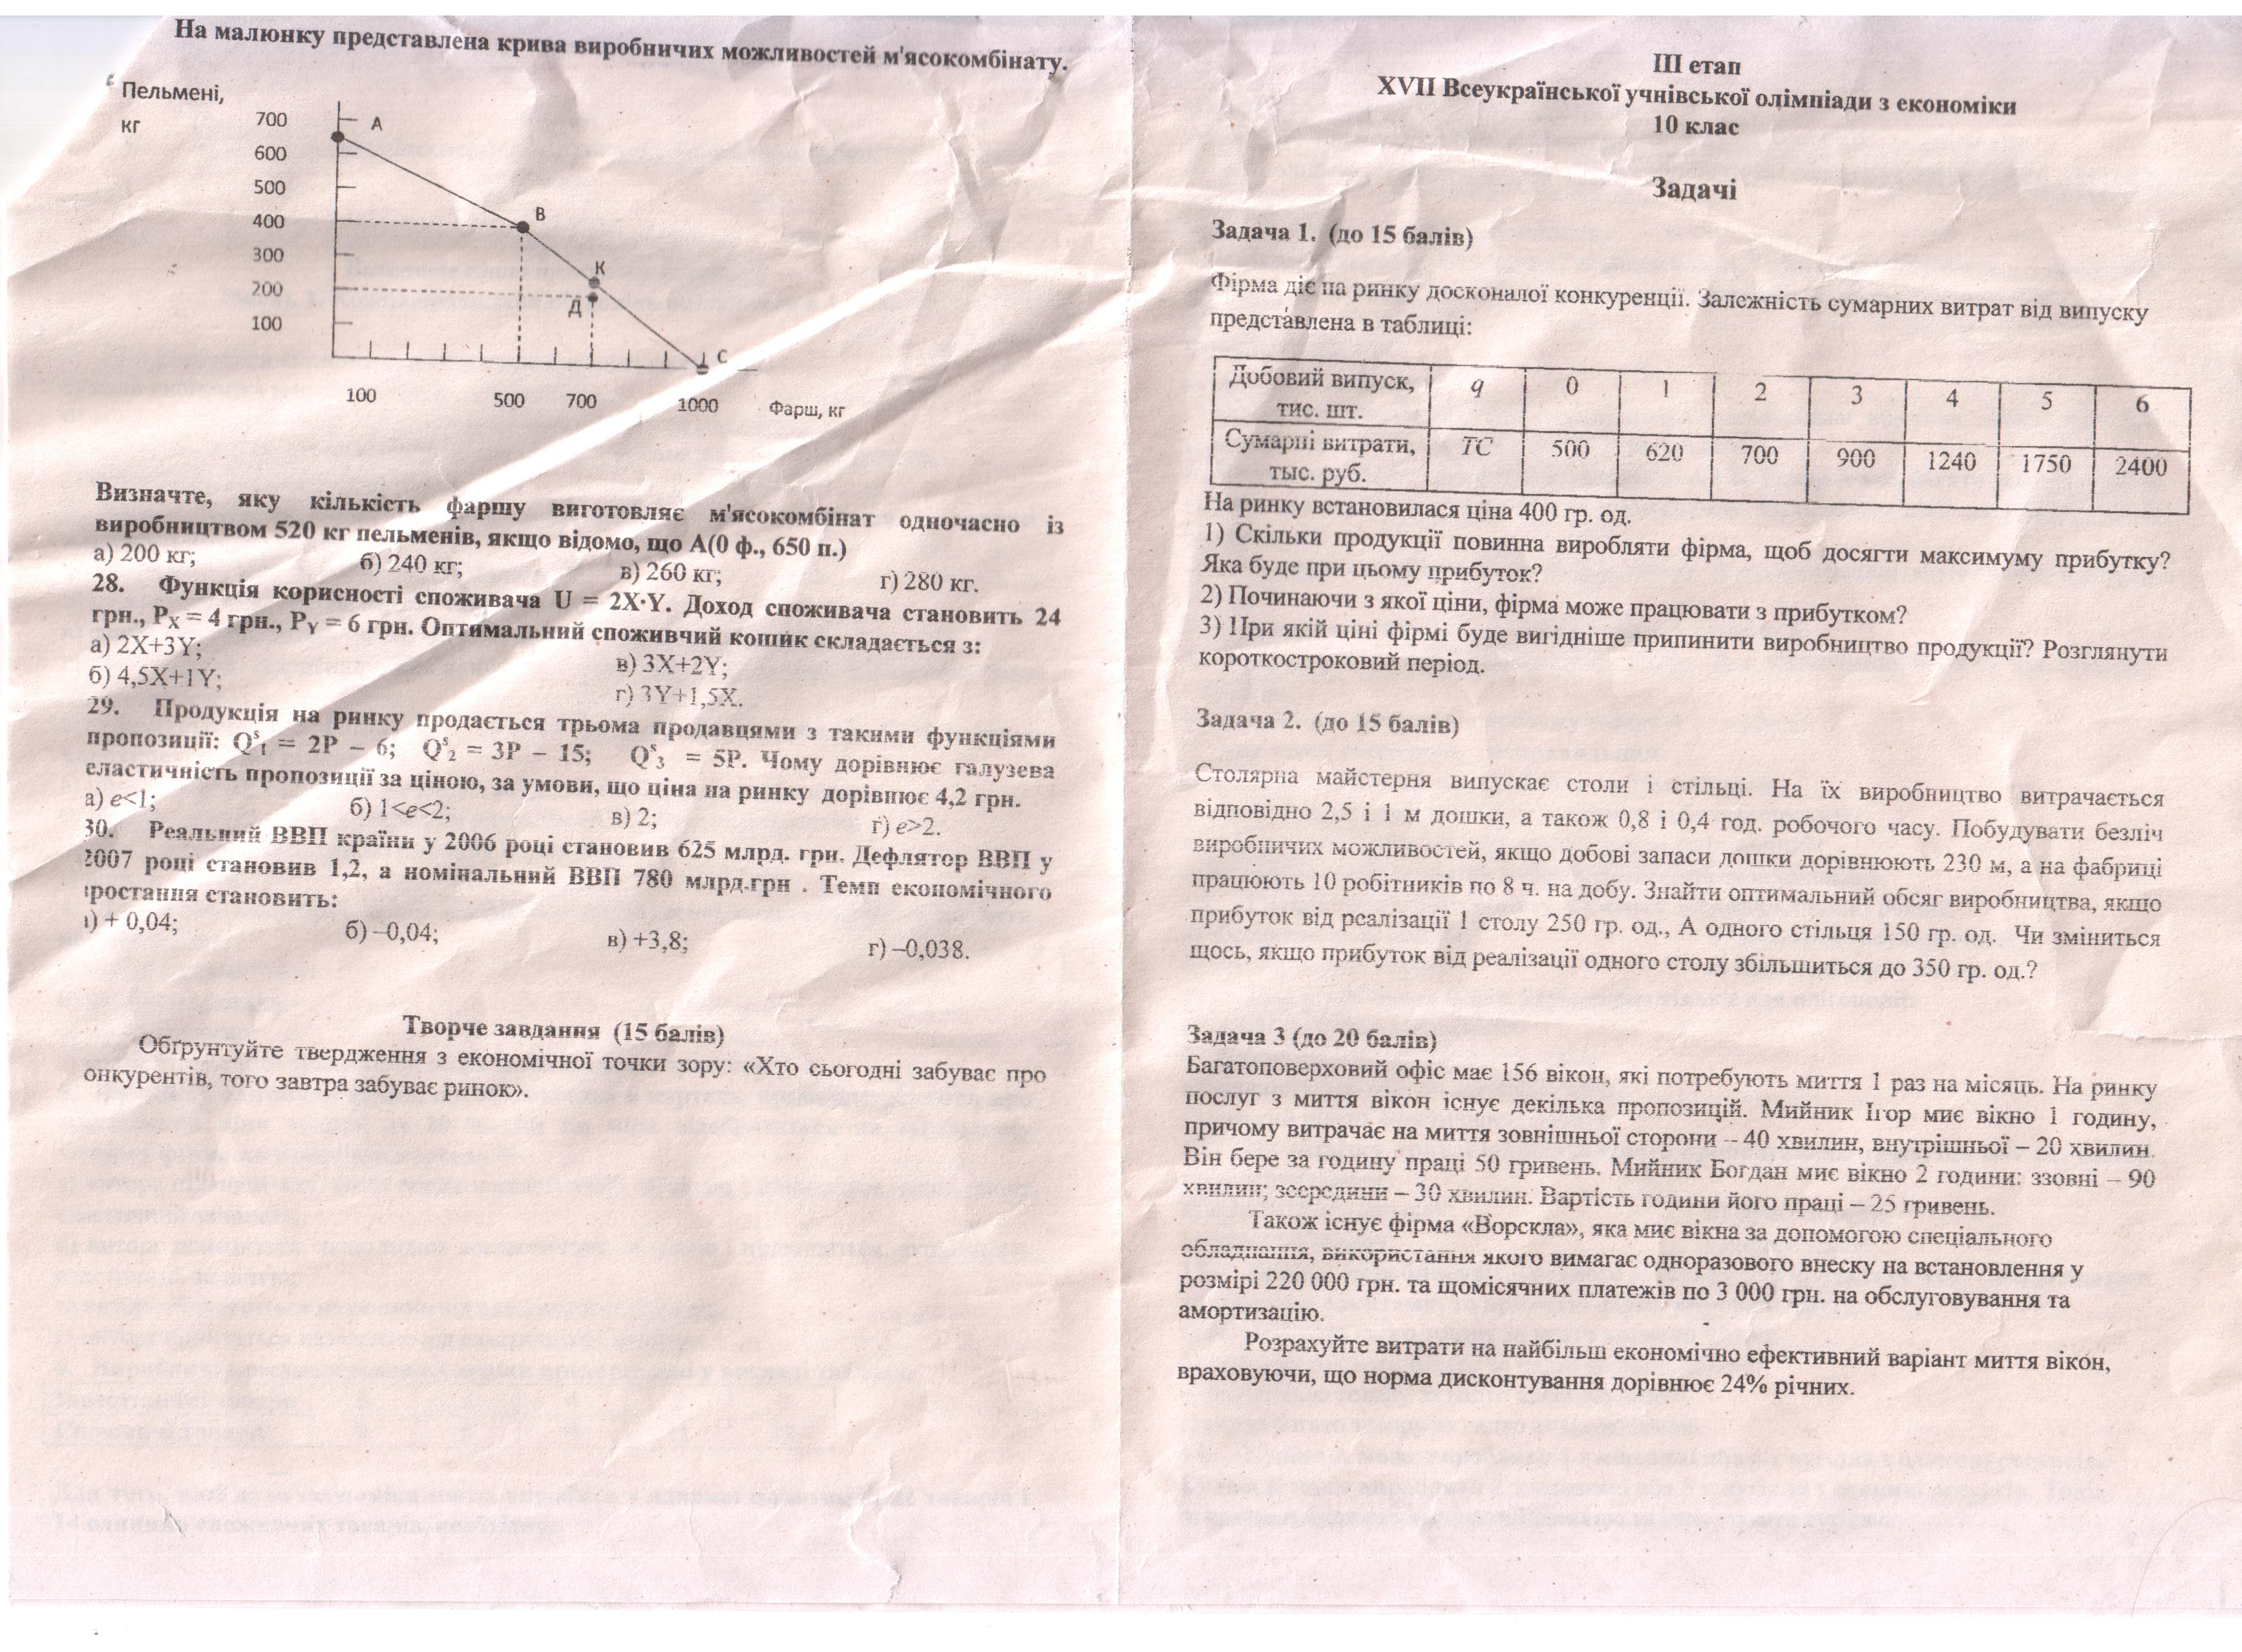 На малюнку представлена крива виробничих можливостей м'ясокомбінату.
Пельмені,
кг
700
600
500
400
300
200
100
А
В
К
Д
С
100
500
700
1000
Фарш, кг
Визначте, яку кількість фаршу виготовляє м'ясокомбінат одночасно із
виробництвом 520 кг пельменів, якщо відомо, що А(0 ф., 650 п.)
а) 200 кг; б) 240 кг; в) 260 кг; г) 280 кг.
28. Функція корисності споживача U = 2X·Y. Доход споживача становить 24
грн., PX = 4 грн., PY = 6 грн. Оптимальний споживчий кошик складається з:
а) 2X+3Y; в) 3X+2Y;
б) 4,5X+1Y; г) 3Y+1,5X.
29. Продукція на ринку продається трьома продавцями з такими функціями
пропозиції: Qˢ₁ = 2P – 6; Qˢ₂ = 3P – 15; Qˢ₃ = 5P. Чому дорівнює галузева
еластичність пропозиції за ціною, за умови, що ціна на ринку дорівнює 4,2 грн.
а) e<1; б) 1<e<2; в) 2; г) e>2.
30. Реальний ВВП країни у 2006 році становив 625 млрд. грн. Дефлятор ВВП у
2007 році становив 1,2, а номінальний ВВП 780 млрд.грн . Темп економічного
зростання становить:
а) + 0,04; б) –0,04; в) +3,8; г) –0,038.
Творче завдання (15 балів)
Обґрунтуйте твердження з економічної точки зору: «Хто сьогодні забуває про
онкурентів, того завтра забуває ринок».
ІІІ етап
XVII Всеукраїнської учнівської олімпіади з економіки
10 клас
Задачі
Задача 1. (до 15 балів)
Фірма діє на ринку досконалої конкуренції. Залежність сумарних витрат від випуску
представлена в таблиці:
Добовий випуск, тис. шт. q 0 1 2 3 4 5 6
Сумарні витрати, тыс. руб. TC 500 620 700 900 1240 1750 2400
На ринку встановилася ціна 400 гр. од.
1) Скільки продукції повинна виробляти фірма, щоб досягти максимуму прибутку?
Яка буде при цьому прибуток?
2) Починаючи з якої ціни, фірма може працювати з прибутком?
3) При якій ціні фірмі буде вигідніше припинити виробництво продукції? Розглянути
короткостроковий період.
Задача 2. (до 15 балів)
Столярна майстерня випускає столи і стільці. На їх виробництво витрачається
відповідно 2,5 і 1 м дошки, а також 0,8 і 0,4 год. робочого часу. Побудувати безліч
виробничих можливостей, якщо добові запаси дошки дорівнюють 230 м, а на фабриці
працюють 10 робітників по 8 ч. на добу. Знайти оптимальний обсяг виробництва, якщо
прибуток від реалізації 1 столу 250 гр. од., А одного стільця 150 гр. од. Чи зміниться
щось, якщо прибуток від реалізації одного столу збільшиться до 350 гр. од.?
Задача 3 (до 20 балів)
Багатоповерховий офіс має 156 вікон, які потребують миття 1 раз на місяць. На ринку
послуг з миття вікон існує декілька пропозицій. Мийник Ігор миє вікно 1 годину,
причому витрачає на миття зовнішньої сторони – 40 хвилин, внутрішньої – 20 хвилин.
Він бере за годину праці 50 гривень. Мийник Богдан миє вікно 2 години: ззовні – 90
хвилин; зсередини – 30 хвилин. Вартість години його праці – 25 гривень.
Також існує фірма «Ворскла», яка миє вікна за допомогою спеціального
обладнання, використання якого вимагає одноразового внеску на встановлення у
розмірі 220 000 грн. та щомісячних платежів по 3 000 грн. на обслуговування та
амортизацію.
Розрахуйте витрати на найбільш економічно ефективний варіант миття вікон,
враховуючи, що норма дисконтування дорівнює 24% річних.